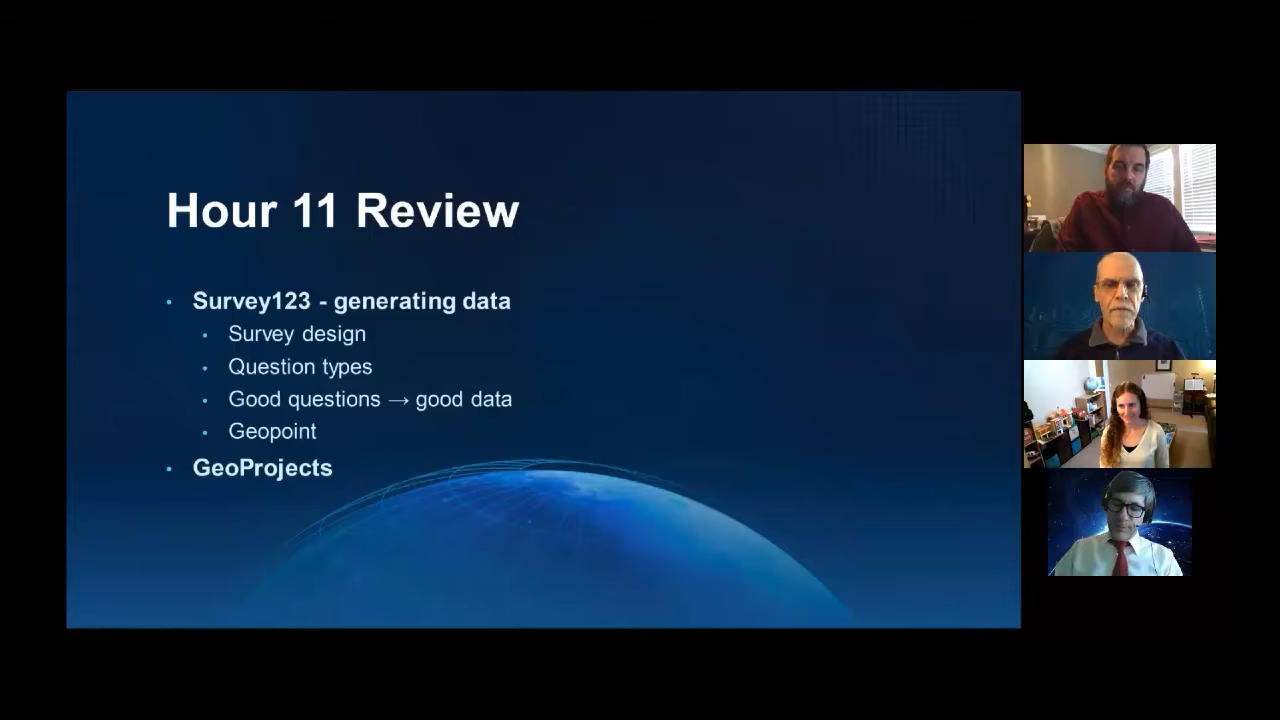 Hour 11 Review
• Survey123 - generating data
• Survey design
• Question types
• Good questions → good data
• Geopoint
• GeoProjects